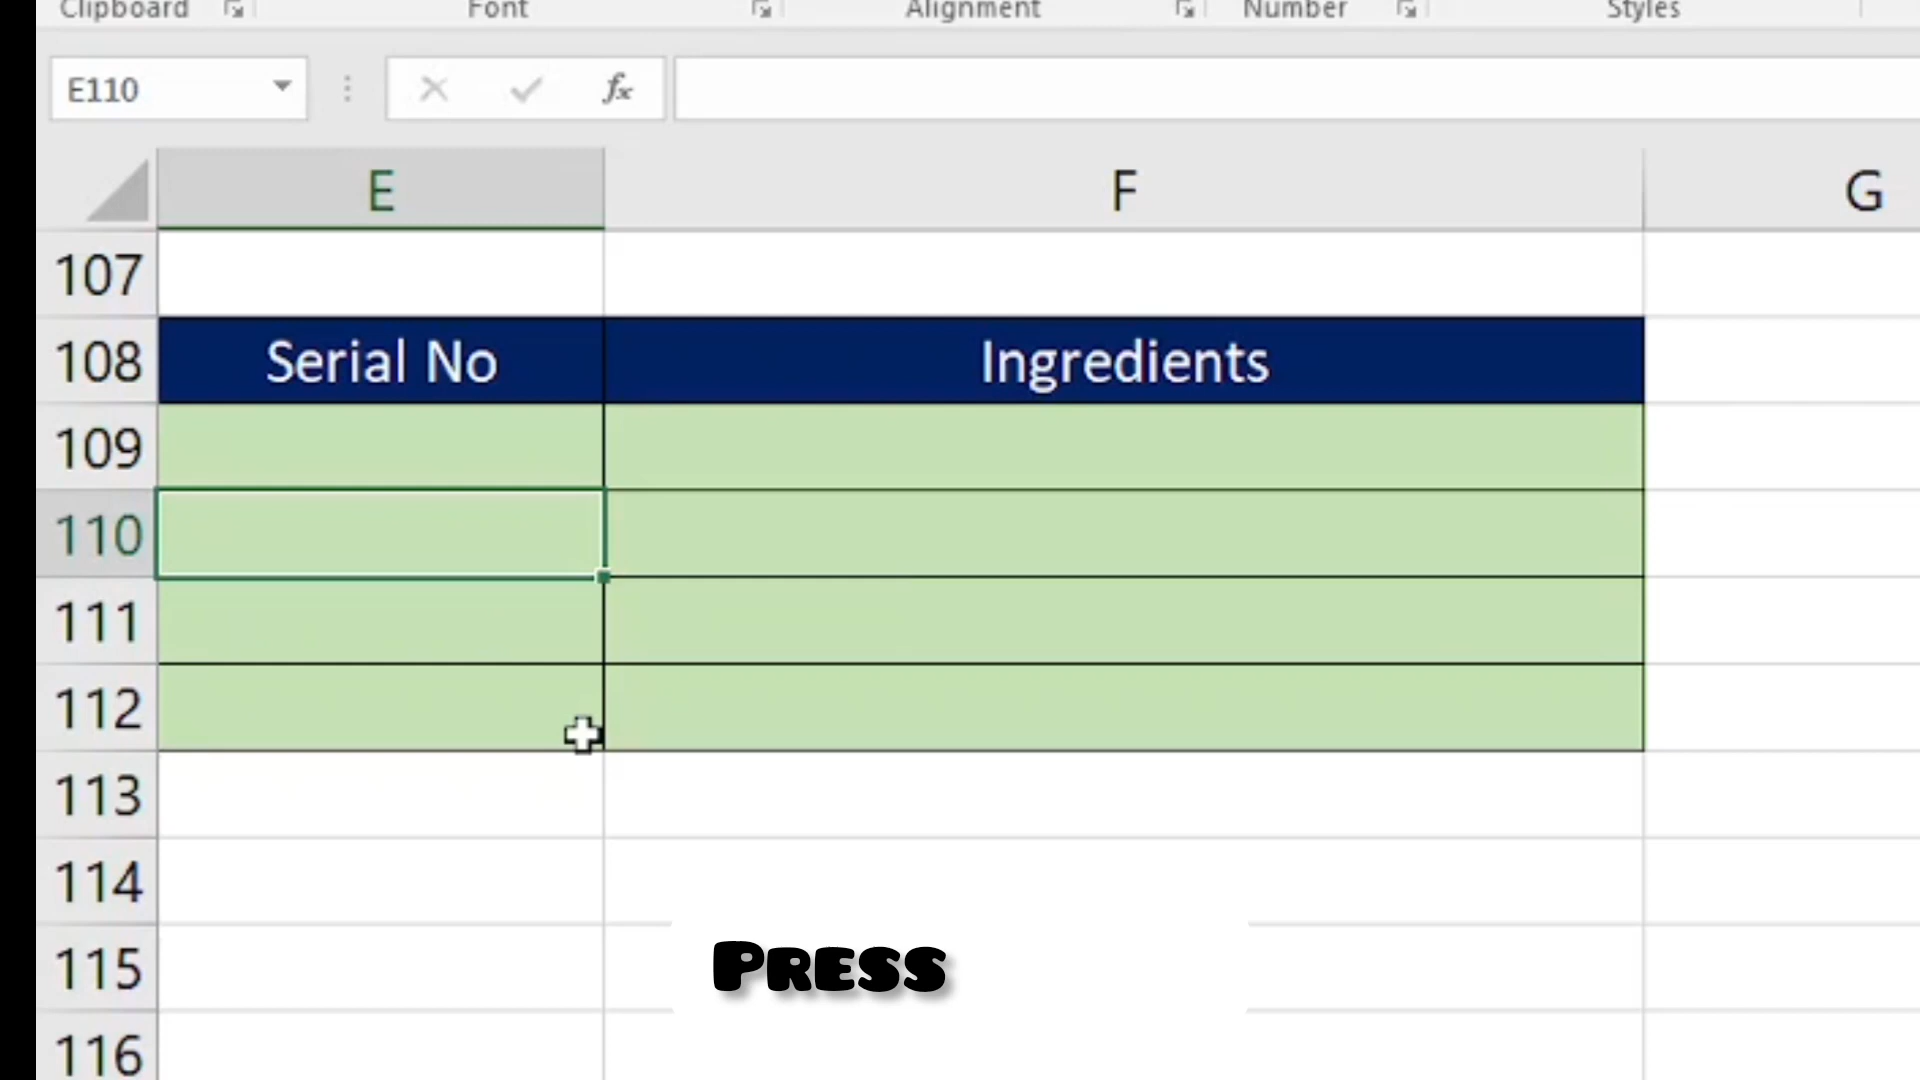 Clipboard Font Alignment Number Styles
E110 fx
E F G
107
108 Serial No Ingredients
109
110
111
112
113
114
115
PRESS
116